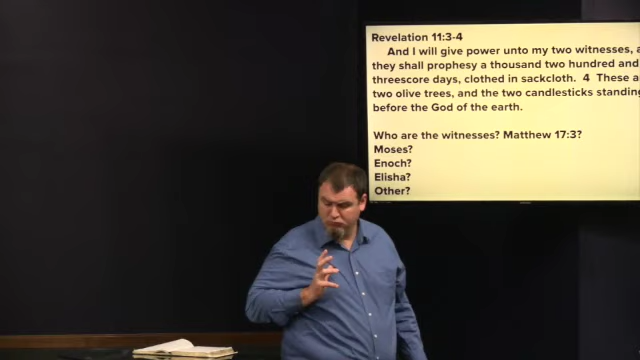 Revelation 11:3-4
And I will give power unto my two witnesses, a
they shall prophesy a thousand two hundred and
threescore days, clothed in sackcloth. 4 These a
two olive trees, and the two candlesticks standing
before the God of the earth.
Who are the witnesses? Matthew 17:3?
Moses?
Enoch?
Elisha?
Other?